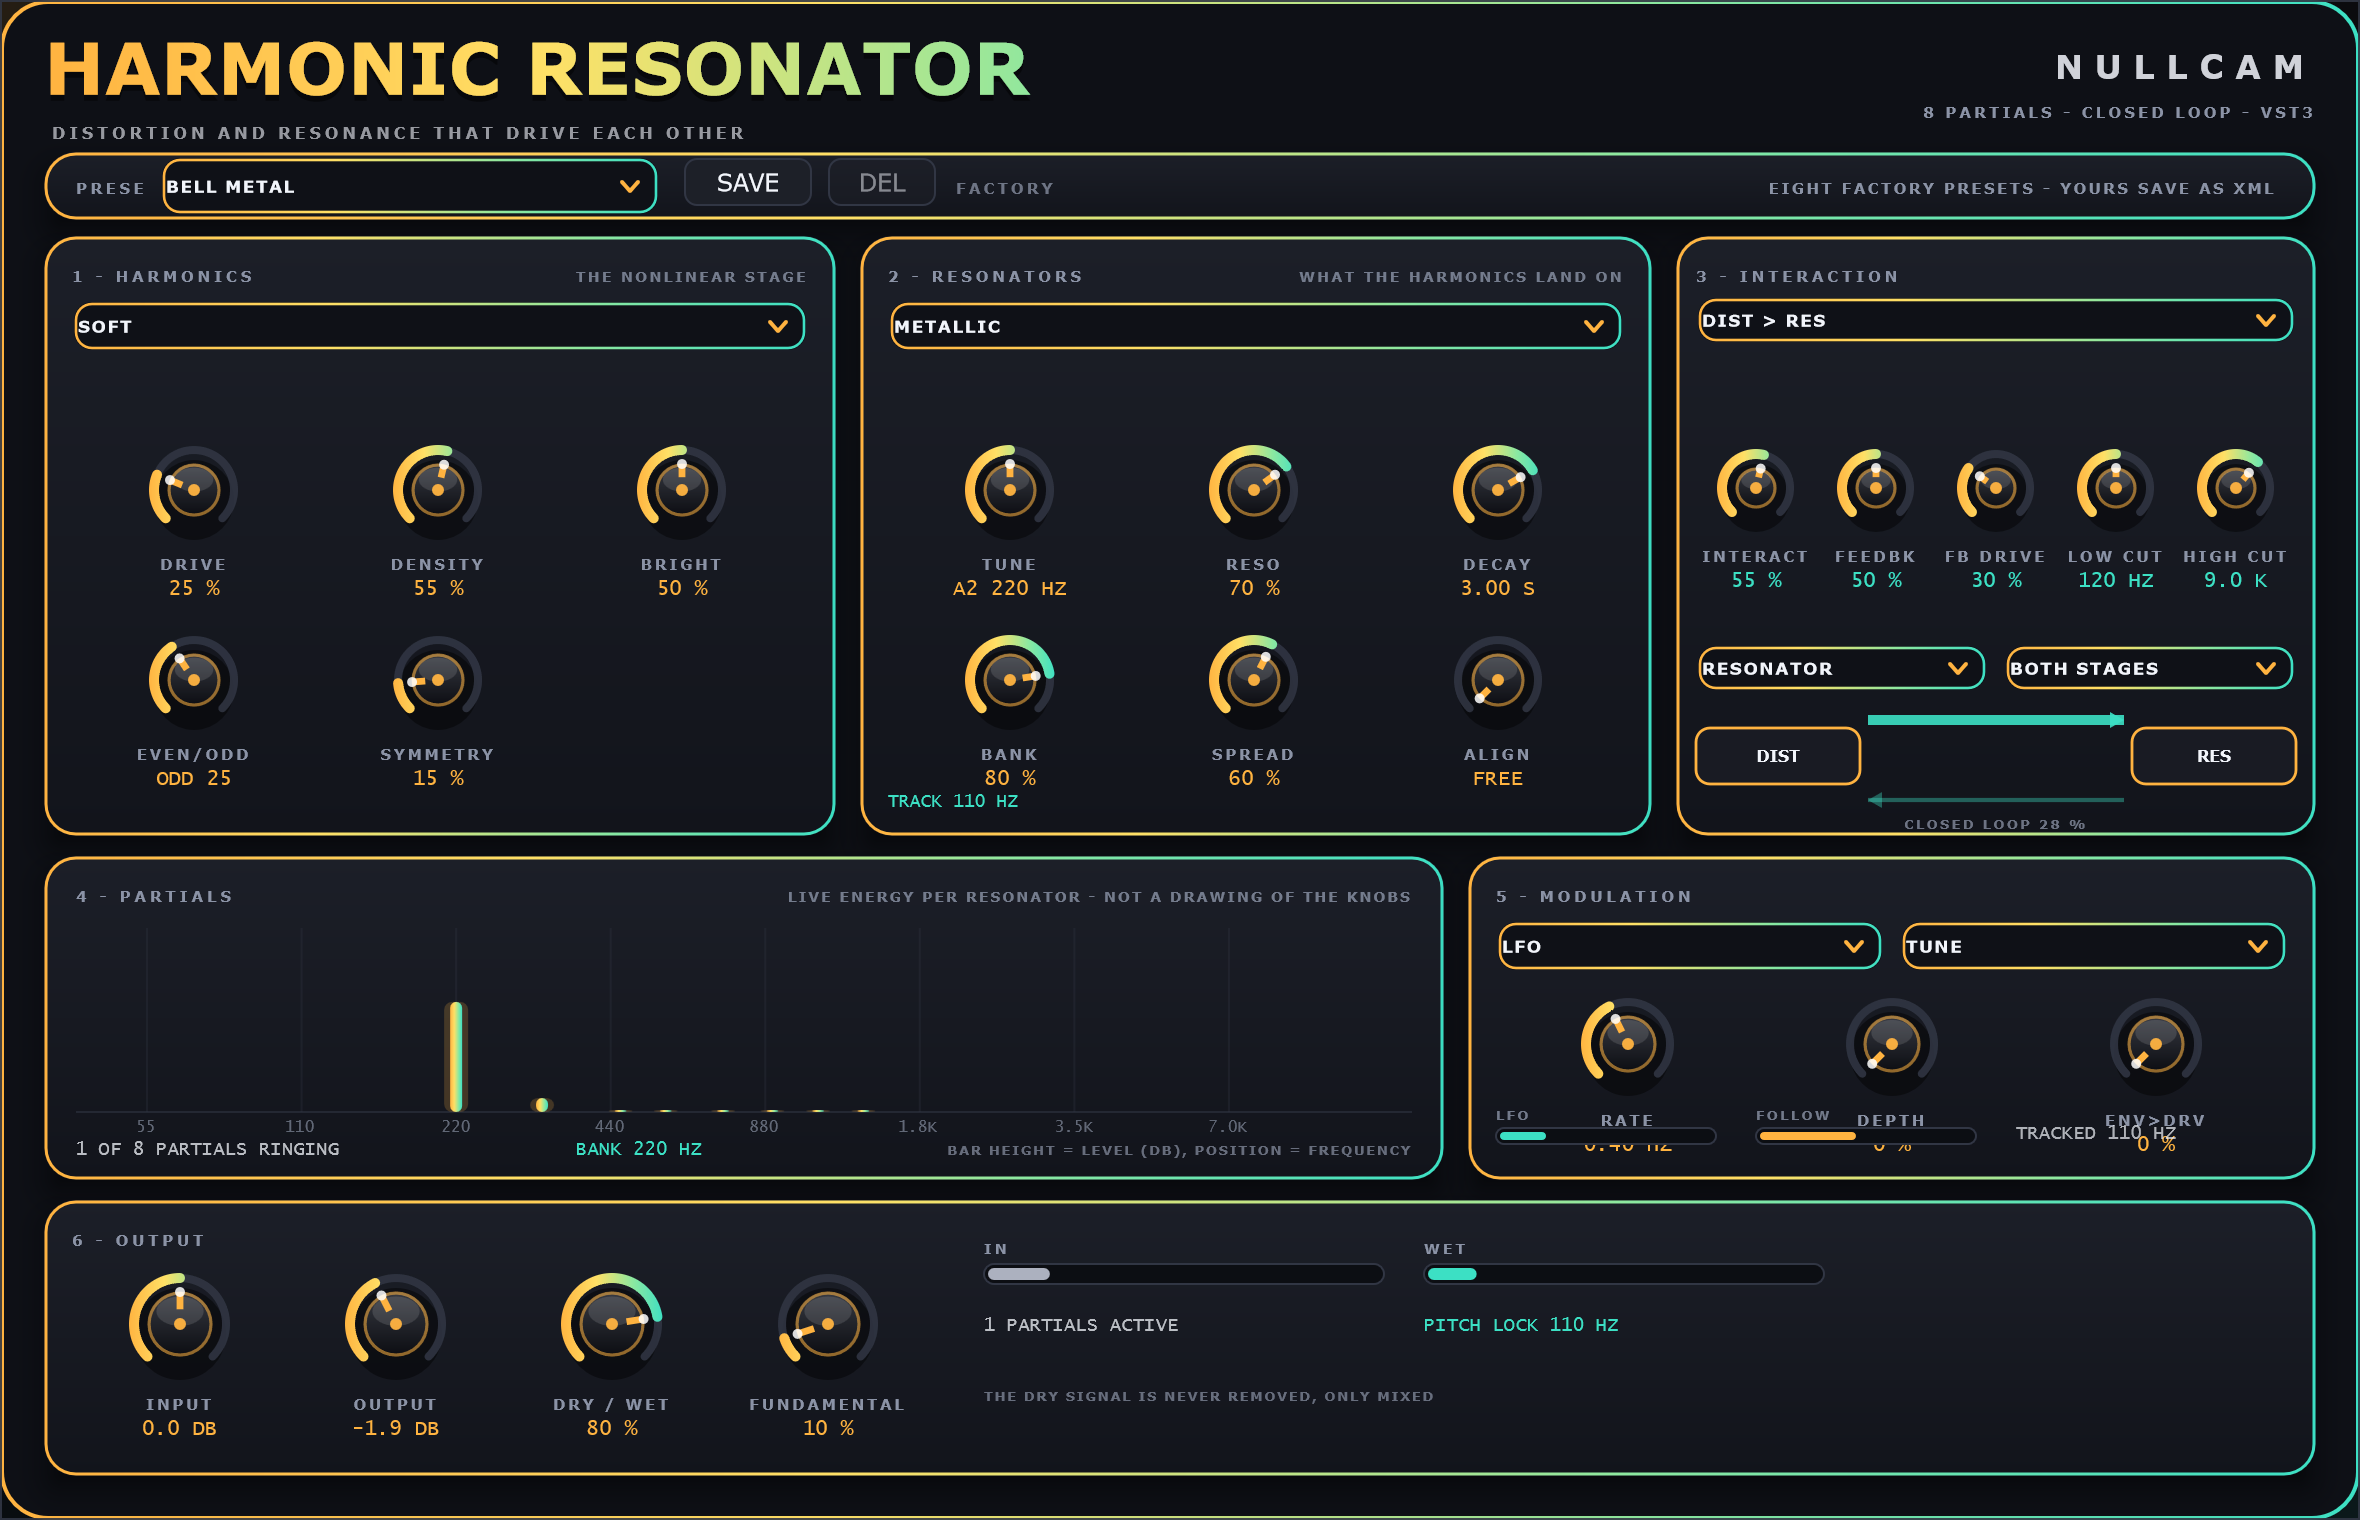 HARMONIC RESONATOR
NULLCAM
8 PARTIALS - CLOSED LOOP - VST3
DISTORTION AND RESONANCE THAT DRIVE EACH OTHER
PRESE BELL METAL SAVE DEL FACTORY EIGHT FACTORY PRESETS - YOURS SAVE AS XML
1 - HARMONICS THE NONLINEAR STAGE
SOFT
DRIVE DENSITY BRIGHT
25 % 55 % 50 %
EVEN/ODD SYMMETRY
ODD 25 15 %
2 - RESONATORS WHAT THE HARMONICS LAND ON
METALLIC
TUNE RESO DECAY
A2 220 HZ 70 % 3.00 S
BANK SPREAD ALIGN
80 % 60 % FREE
TRACK 110 HZ
3 - INTERACTION
DIST > RES
INTERACT FEEDBK FB DRIVE LOW CUT HIGH CUT
55 % 50 % 30 % 120 HZ 9.0 K
RESONATOR BOTH STAGES
DIST RES
CLOSED LOOP 28 %
4 - PARTIALS LIVE ENERGY PER RESONATOR - NOT A DRAWING OF THE KNOBS
55 110 220 440 880 1.8K 3.5K 7.0K
1 OF 8 PARTIALS RINGING BANK 220 HZ BAR HEIGHT = LEVEL (DB), POSITION = FREQUENCY
5 - MODULATION
LFO TUNE
LFO RATE FOLLOW DEPTH ENV>DRV
TRACKED 110 HZ
0.40 HZ 0 % 0 %
6 - OUTPUT
INPUT OUTPUT DRY / WET FUNDAMENTAL
0.0 DB -1.9 DB 80 % 10 %
IN WET
1 PARTIALS ACTIVE PITCH LOCK 110 HZ
THE DRY SIGNAL IS NEVER REMOVED, ONLY MIXED